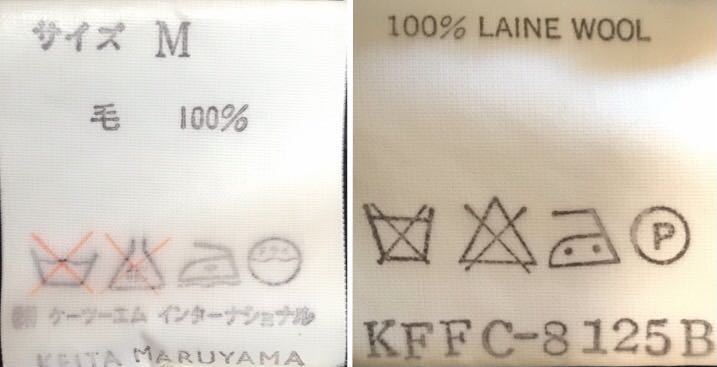 サイズ M
毛 100%
ケーツーエム インターナショナル
KEITA MARUYAMA
100% LAINE WOOL
P
KFFC-8125B